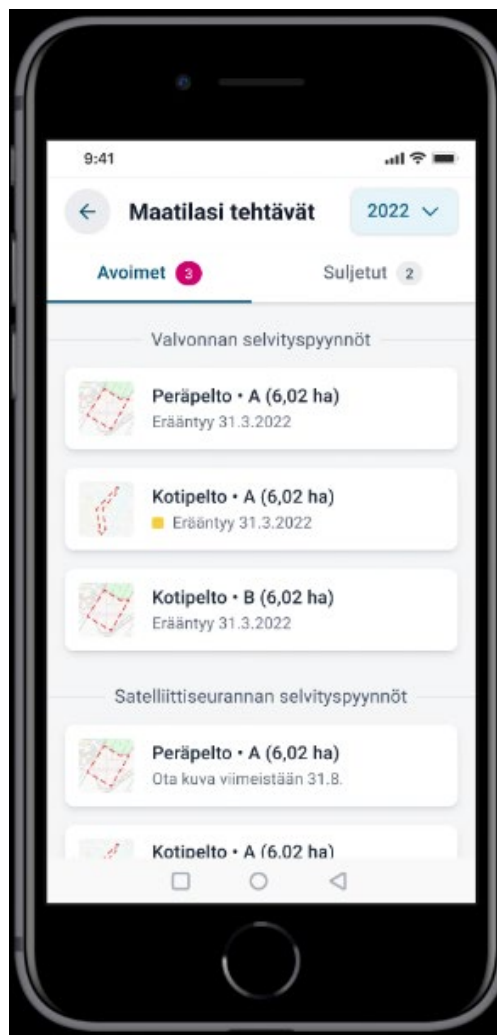 9:41
Maatilasi tehtävät
2022
Avoimet 3
Suljetut 2
Valvonnan selvityspyynnöt
Peräpelto • A (6,02 ha)
Erääntyy 31.3.2022
Kotipelto • A (6,02 ha)
Erääntyy 31.3.2022
Kotipelto • B (6,02 ha)
Erääntyy 31.3.2022
Satelliittiseurannan selvityspyynnöt
Peräpelto • A (6,02 ha)
Ota kuva viimeistään 31.8.
Kotipelto • A (6,02 ha)